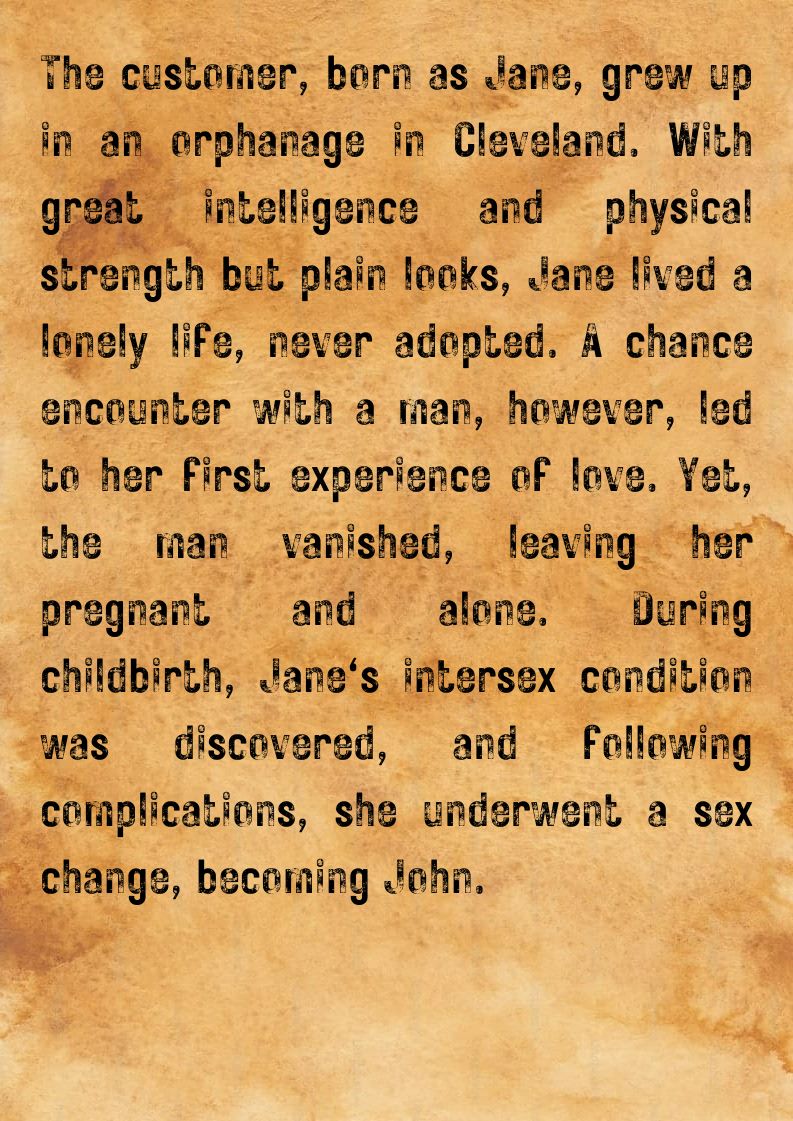 The customer, born as Jane, grew up
in an orphanage in Cleveland. With
great intelligence and physical
strength but plain looks, Jane lived a
lonely life, never adopted. A chance
encounter with a man, however, led
to her first experience of love. Yet,
the man vanished, leaving her
pregnant and alone. During
childbirth, Jane‘s intersex condition
was discovered, and following
complications, she underwent a sex
change, becoming John.